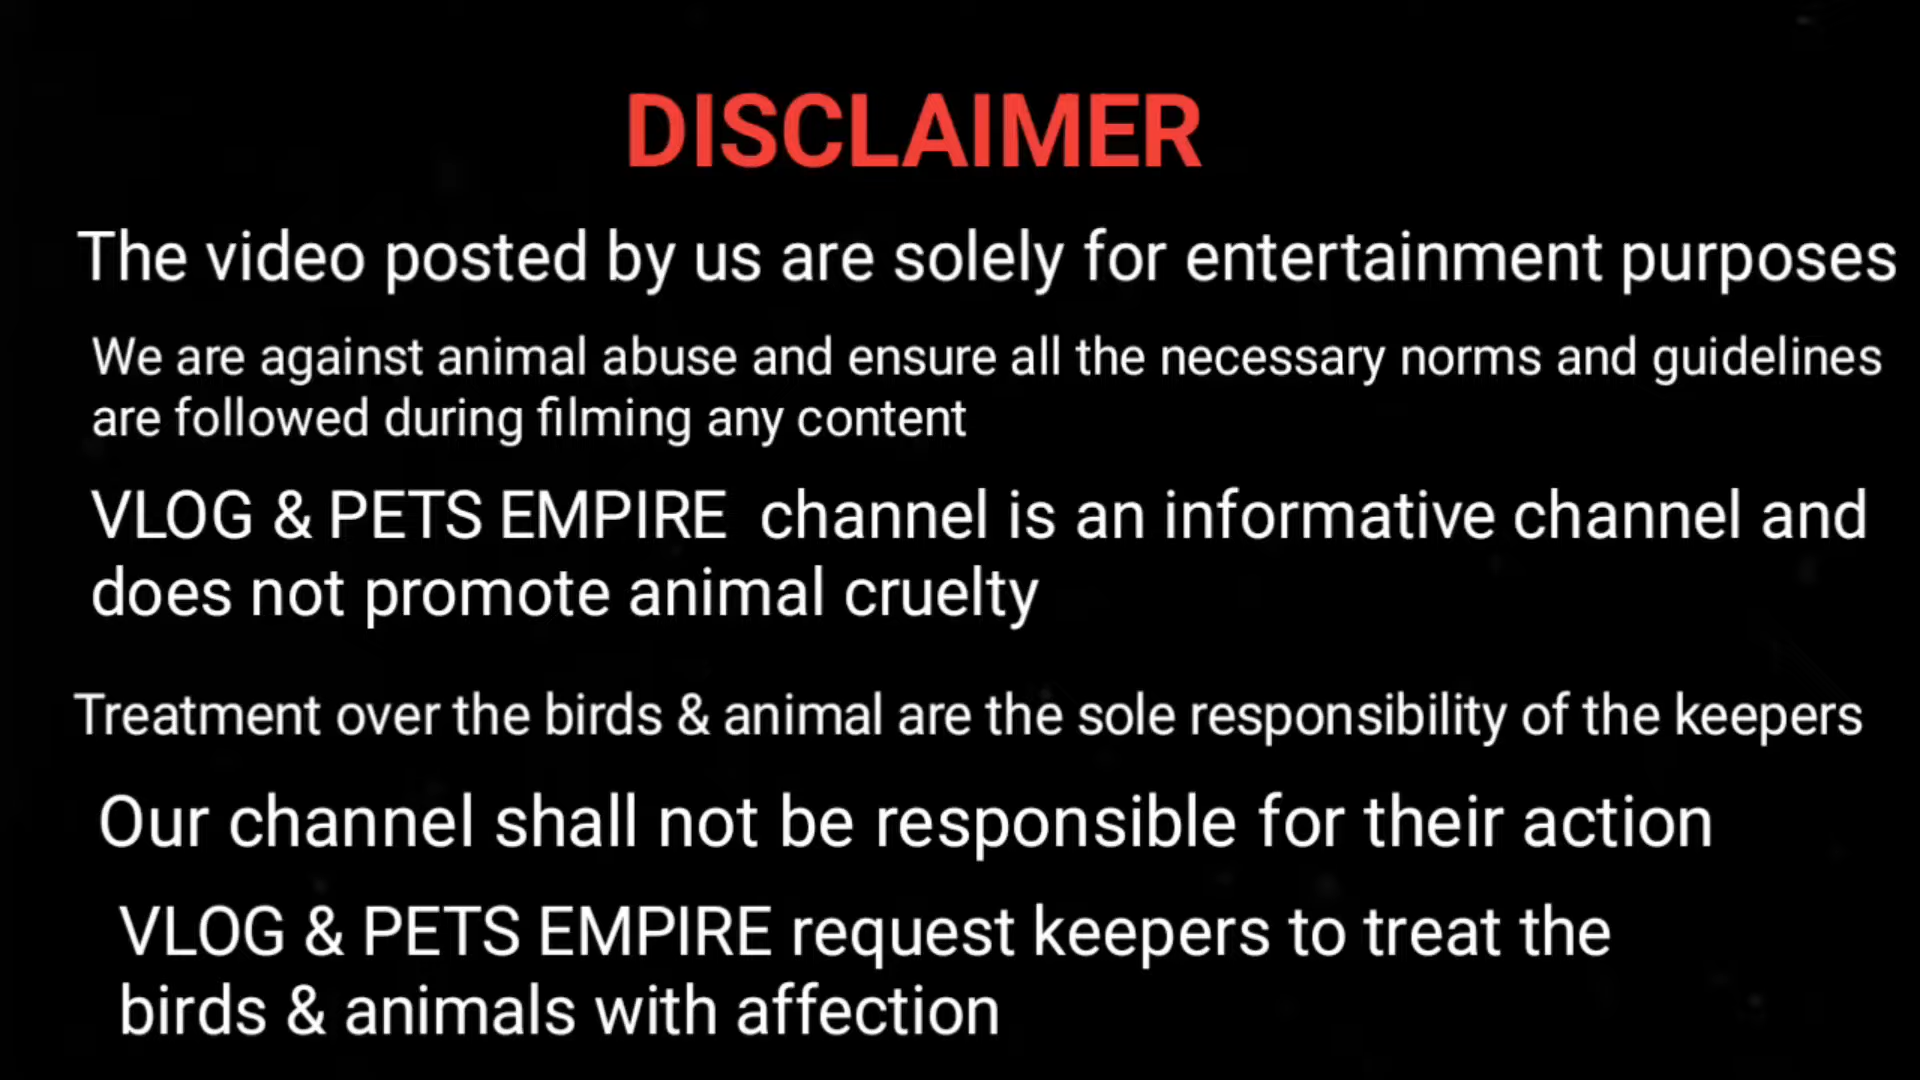 DISCLAIMER
The video posted by us are solely for entertainment purposes
We are against animal abuse and ensure all the necessary norms and guidelines
are followed during filming any content
VLOG & PETS EMPIRE  channel is an informative channel and
does not promote animal cruelty
Treatment over the birds & animal are the sole responsibility of the keepers
Our channel shall not be responsible for their action
VLOG & PETS EMPIRE request keepers to treat the
birds & animals with affection